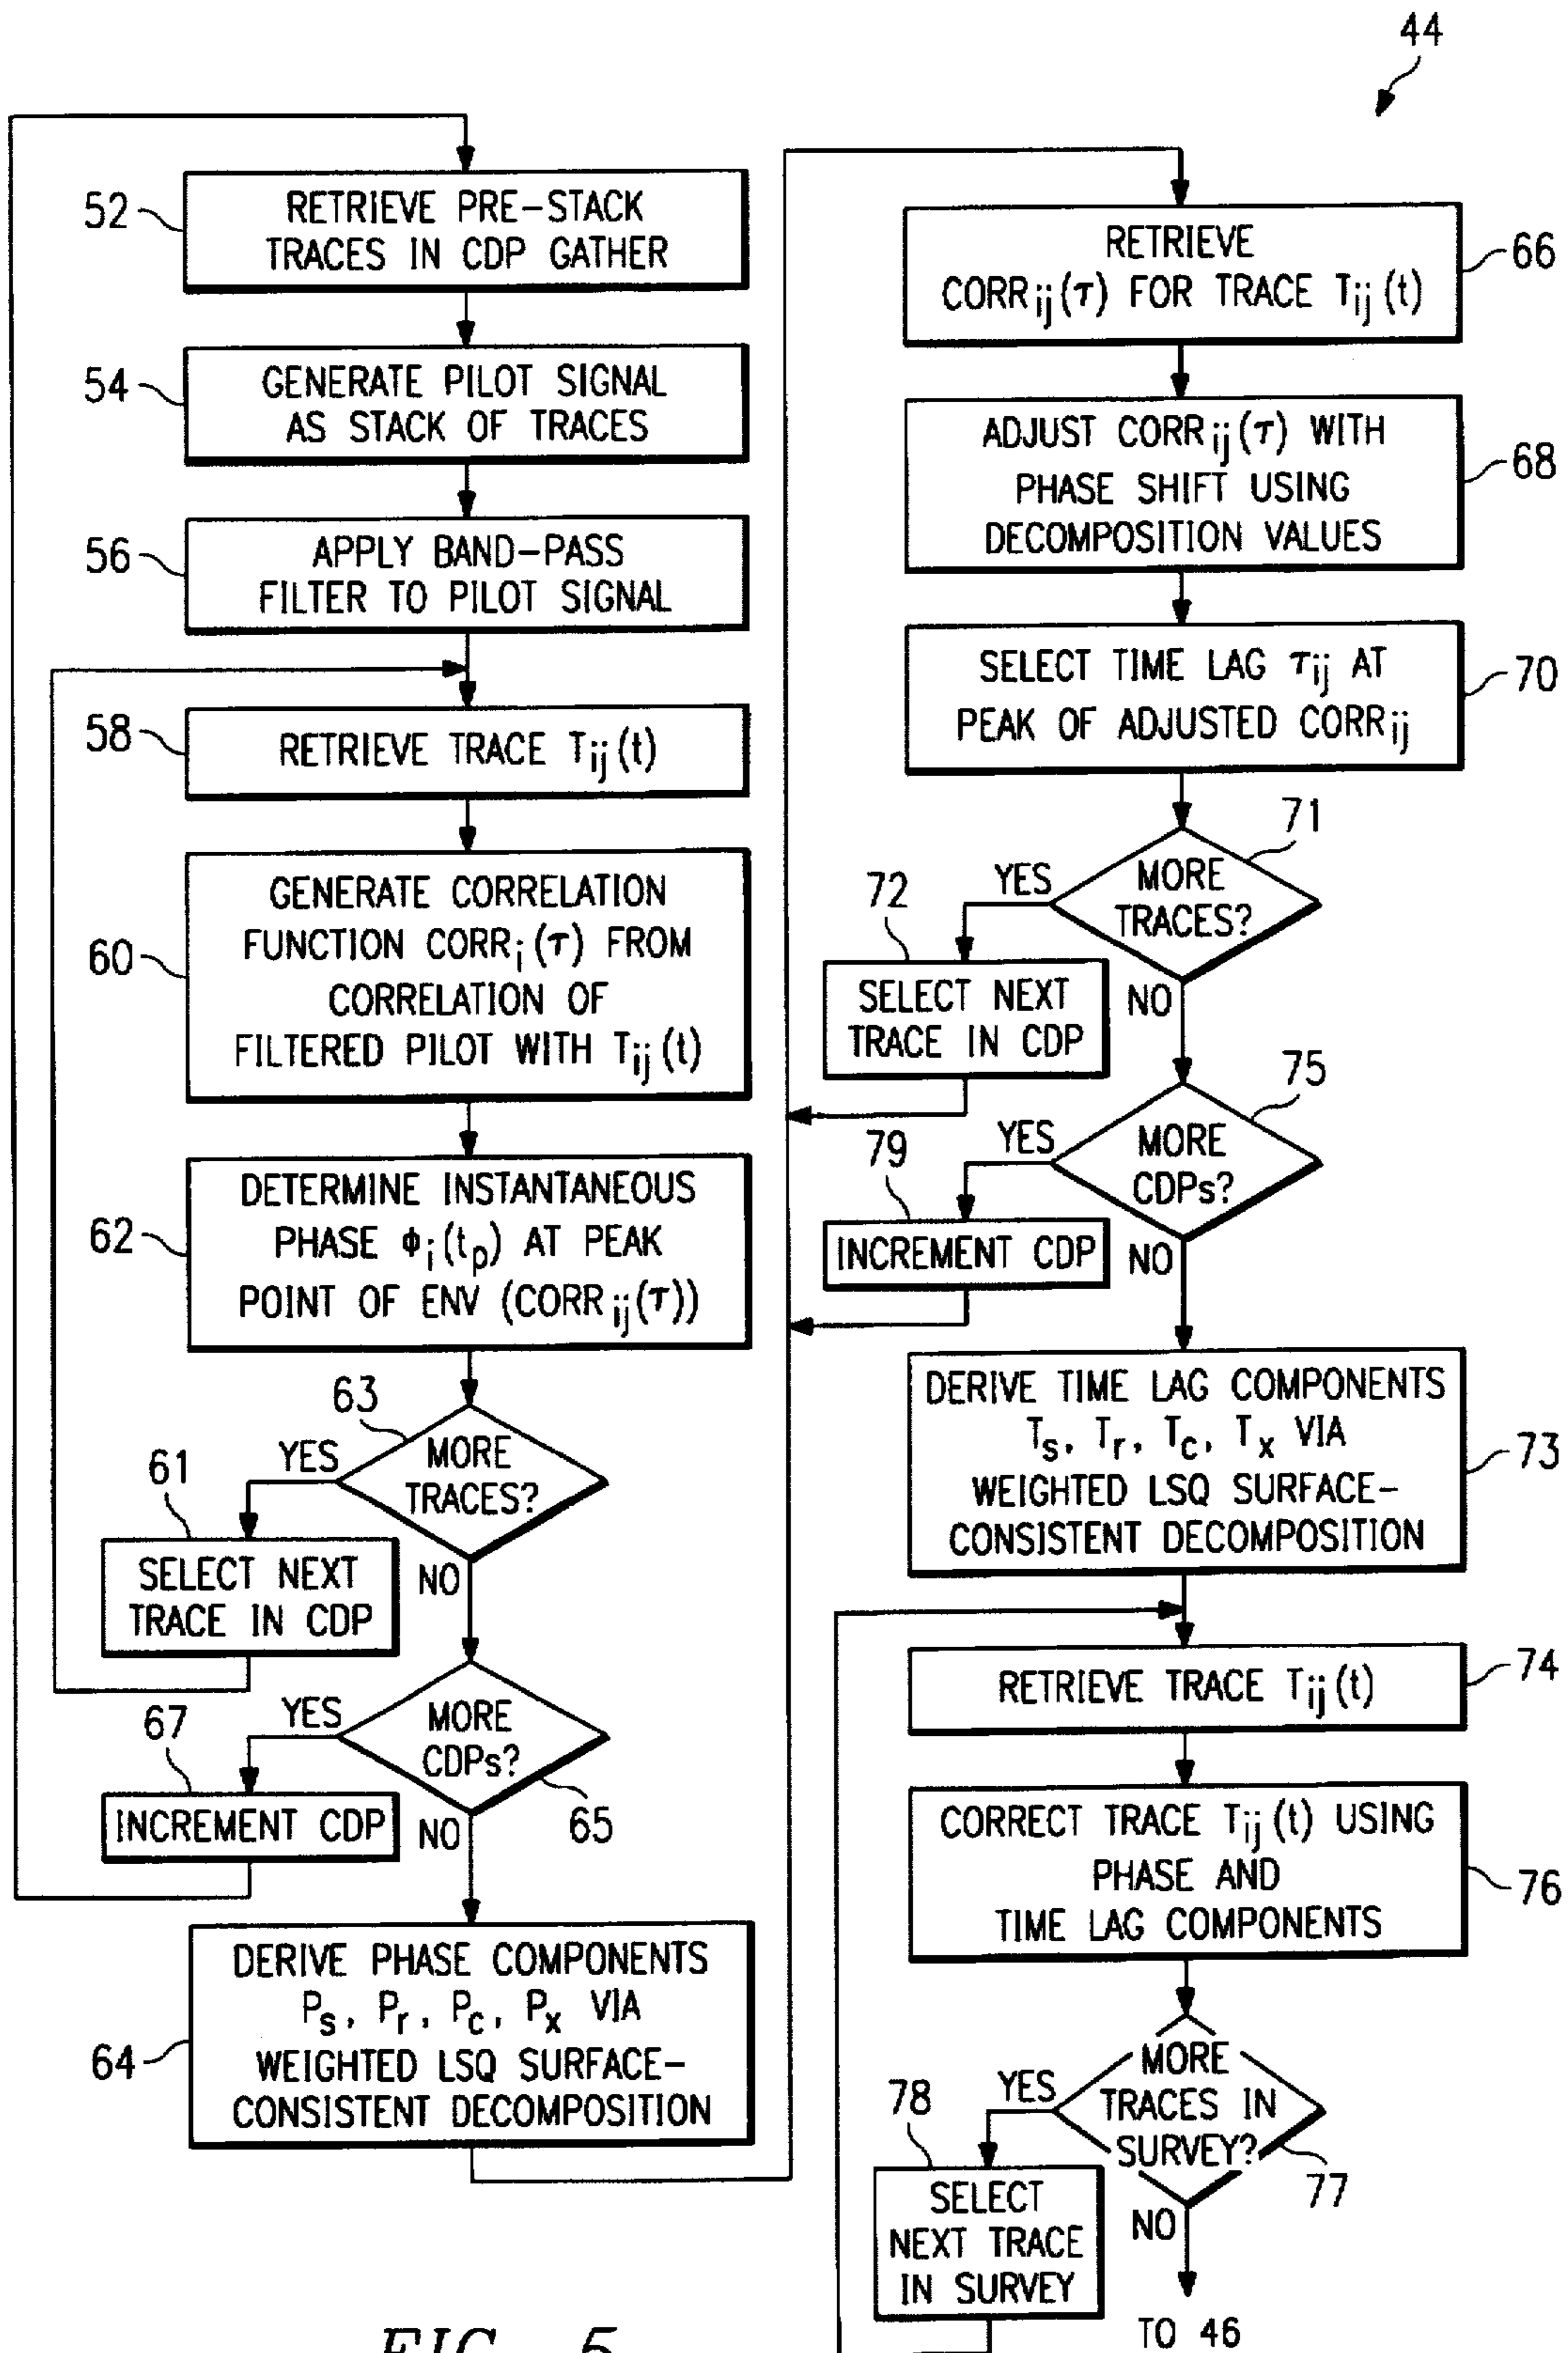 44
52
RETRIEVE PRE-STACK
TRACES IN CDP GATHER
54
GENERATE PILOT SIGNAL
AS STACK OF TRACES
56
APPLY BAND-PASS
FILTER TO PILOT SIGNAL
58
RETRIEVE TRACE Tij(t)
60
GENERATE CORRELATION
FUNCTION CORRi(τ) FROM
CORRELATION OF
FILTERED PILOT WITH Tij(t)
62
DETERMINE INSTANTANEOUS
PHASE ϕi(tp) AT PEAK
POINT OF ENV (CORRij(τ))
63
MORE
TRACES?
YES
NO
61
SELECT NEXT
TRACE IN CDP
MORE
CDPs?
65
YES
NO
67
INCREMENT CDP
64
DERIVE PHASE COMPONENTS
Ps, Pr, Pc, Px VIA
WEIGHTED LSQ SURFACE-
CONSISTENT DECOMPOSITION
RETRIEVE
CORRij(τ) FOR TRACE Tij(t)
66
ADJUST CORRij(τ) WITH
PHASE SHIFT USING
DECOMPOSITION VALUES
68
SELECT TIME LAG τij AT
PEAK OF ADJUSTED CORRij
70
71
MORE
TRACES?
YES
NO
72
SELECT NEXT
TRACE IN CDP
75
MORE
CDPs?
YES
NO
79
INCREMENT CDP
DERIVE TIME LAG COMPONENTS
Ts, Tr, Tc, Tx VIA
WEIGHTED LSQ SURFACE-
CONSISTENT DECOMPOSITION
73
RETRIEVE TRACE Tij(t)
74
CORRECT TRACE Tij(t) USING
PHASE AND
TIME LAG COMPONENTS
76
MORE
TRACES IN
SURVEY?
77
YES
NO
78
SELECT
NEXT TRACE
IN SURVEY
TO 46
FIG. 5